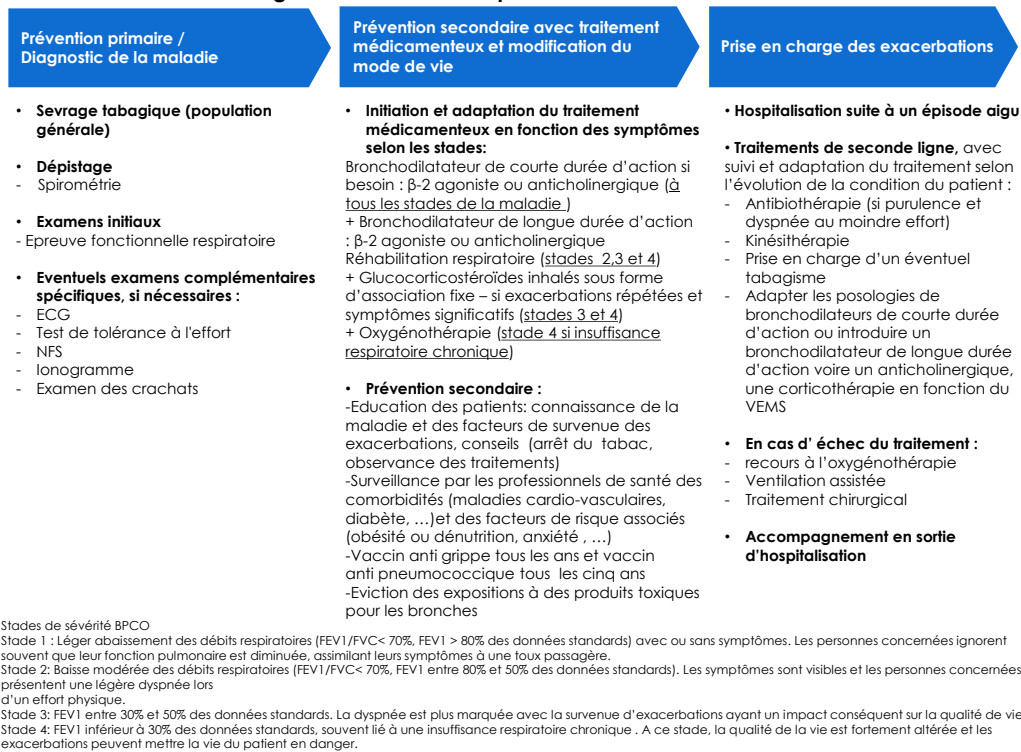 Prévention primaire /
Diagnostic de la maladie
• Sevrage tabagique (population
générale)
• Dépistage
- Spirométrie
• Examens initiaux
- Epreuve fonctionnelle respiratoire
• Eventuels examens complémentaires
spécifiques, si nécessaires :
- ECG
- Test de tolérance à l'effort
- NFS
- Ionogramme
- Examen des crachats
Prévention secondaire avec traitement
médicamenteux et modification du
mode de vie
• Initiation et adaptation du traitement
médicamenteux en fonction des symptômes
selon les stades:
Bronchodilatateur de courte durée d’action si
besoin : β-2 agoniste ou anticholinergique (à
tous les stades de la maladie )
+ Bronchodilatateur de longue durée d’action
: β-2 agoniste ou anticholinergique
Réhabilitation respiratoire (stades 2,3 et 4)
+ Glucocorticostéroïdes inhalés sous forme
d’association fixe – si exacerbations répétées et
symptômes significatifs (stades 3 et 4)
+ Oxygénothérapie (stade 4 si insuffisance
respiratoire chronique)
• Prévention secondaire :
-Education des patients: connaissance de la
maladie et des facteurs de survenue des
exacerbations, conseils (arrêt du tabac,
observance des traitements)
-Surveillance par les professionnels de santé des
comorbidités (maladies cardio-vasculaires,
diabète, …)et des facteurs de risque associés
(obésité ou dénutrition, anxiété , …)
-Vaccin anti grippe tous les ans et vaccin
anti pneumococcique tous les cinq ans
-Eviction des expositions à des produits toxiques
pour les bronches
Prise en charge des exacerbations
• Hospitalisation suite à un épisode aigu
• Traitements de seconde ligne, avec
suivi et adaptation du traitement selon
l’évolution de la condition du patient :
- Antibiothérapie (si purulence et
dyspnée au moindre effort)
- Kinésithérapie
- Prise en charge d’un éventuel
tabagisme
- Adapter les posologies de
bronchodilateurs de courte durée
d’action ou introduire un
bronchodilatateur de longue durée
d’action voire un anticholinergique,
une corticothérapie en fonction du
VEMS
• En cas d’ échec du traitement :
- recours à l’oxygénothérapie
- Ventilation assistée
- Traitement chirurgical
• Accompagnement en sortie
d’hospitalisation
Stades de sévérité BPCO
Stade 1 : Léger abaissement des débits respiratoires (FEV1/FVC< 70%, FEV1 > 80% des données standards) avec ou sans symptômes. Les personnes concernées ignorent
souvent que leur fonction pulmonaire est diminuée, assimilant leurs symptômes à une toux passagère.
Stade 2: Baisse modérée des débits respiratoires (FEV1/FVC< 70%, FEV1 entre 80% et 50% des données standards). Les symptômes sont visibles et les personnes concernées
présentent une légère dyspnée lors
d’un effort physique.
Stade 3: FEV1 entre 30% et 50% des données standards. La dyspnée est plus marquée avec la survenue d’exacerbations ayant un impact conséquent sur la qualité de vie
Stade 4: FEV1 inférieur à 30% des données standards, souvent lié à une insuffisance respiratoire chronique . A ce stade, la qualité de la vie est fortement altérée et les
exacerbations peuvent mettre la vie du patient en danger.